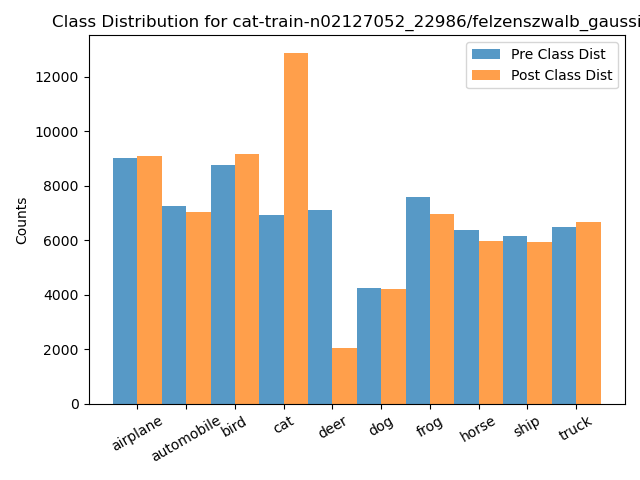 Class Distribution for cat-train-n02127052_22986/felzenszwalb_gaussi
Pre Class Dist
Post Class Dist
Counts
12000
10000
8000
6000
4000
2000
0
airplane
automobile
bird
cat
deer
dog
frog
horse
ship
truck